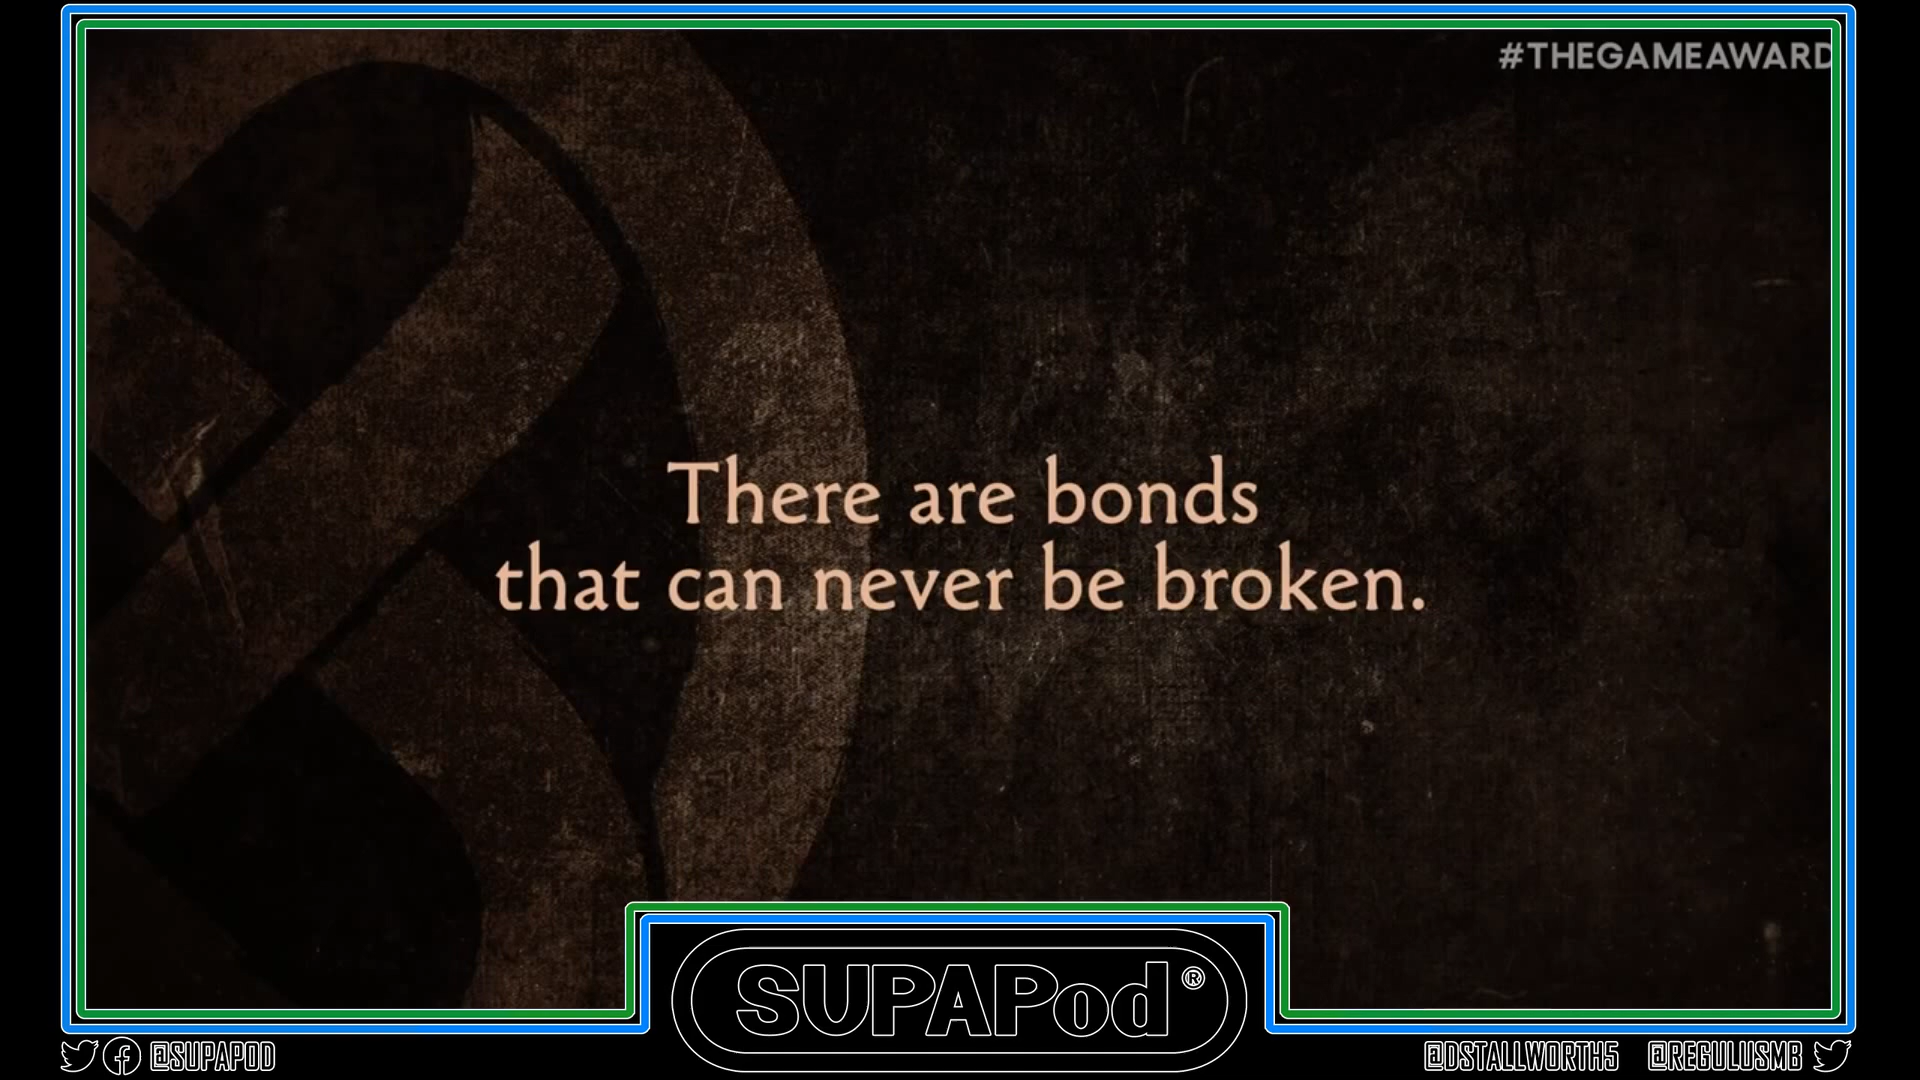 #THEGAMEAWARD
There are bonds
that can never be broken.
SUPAPod®
@SUPAPOD
@DSTALLWORTH5 @REGULUSMB